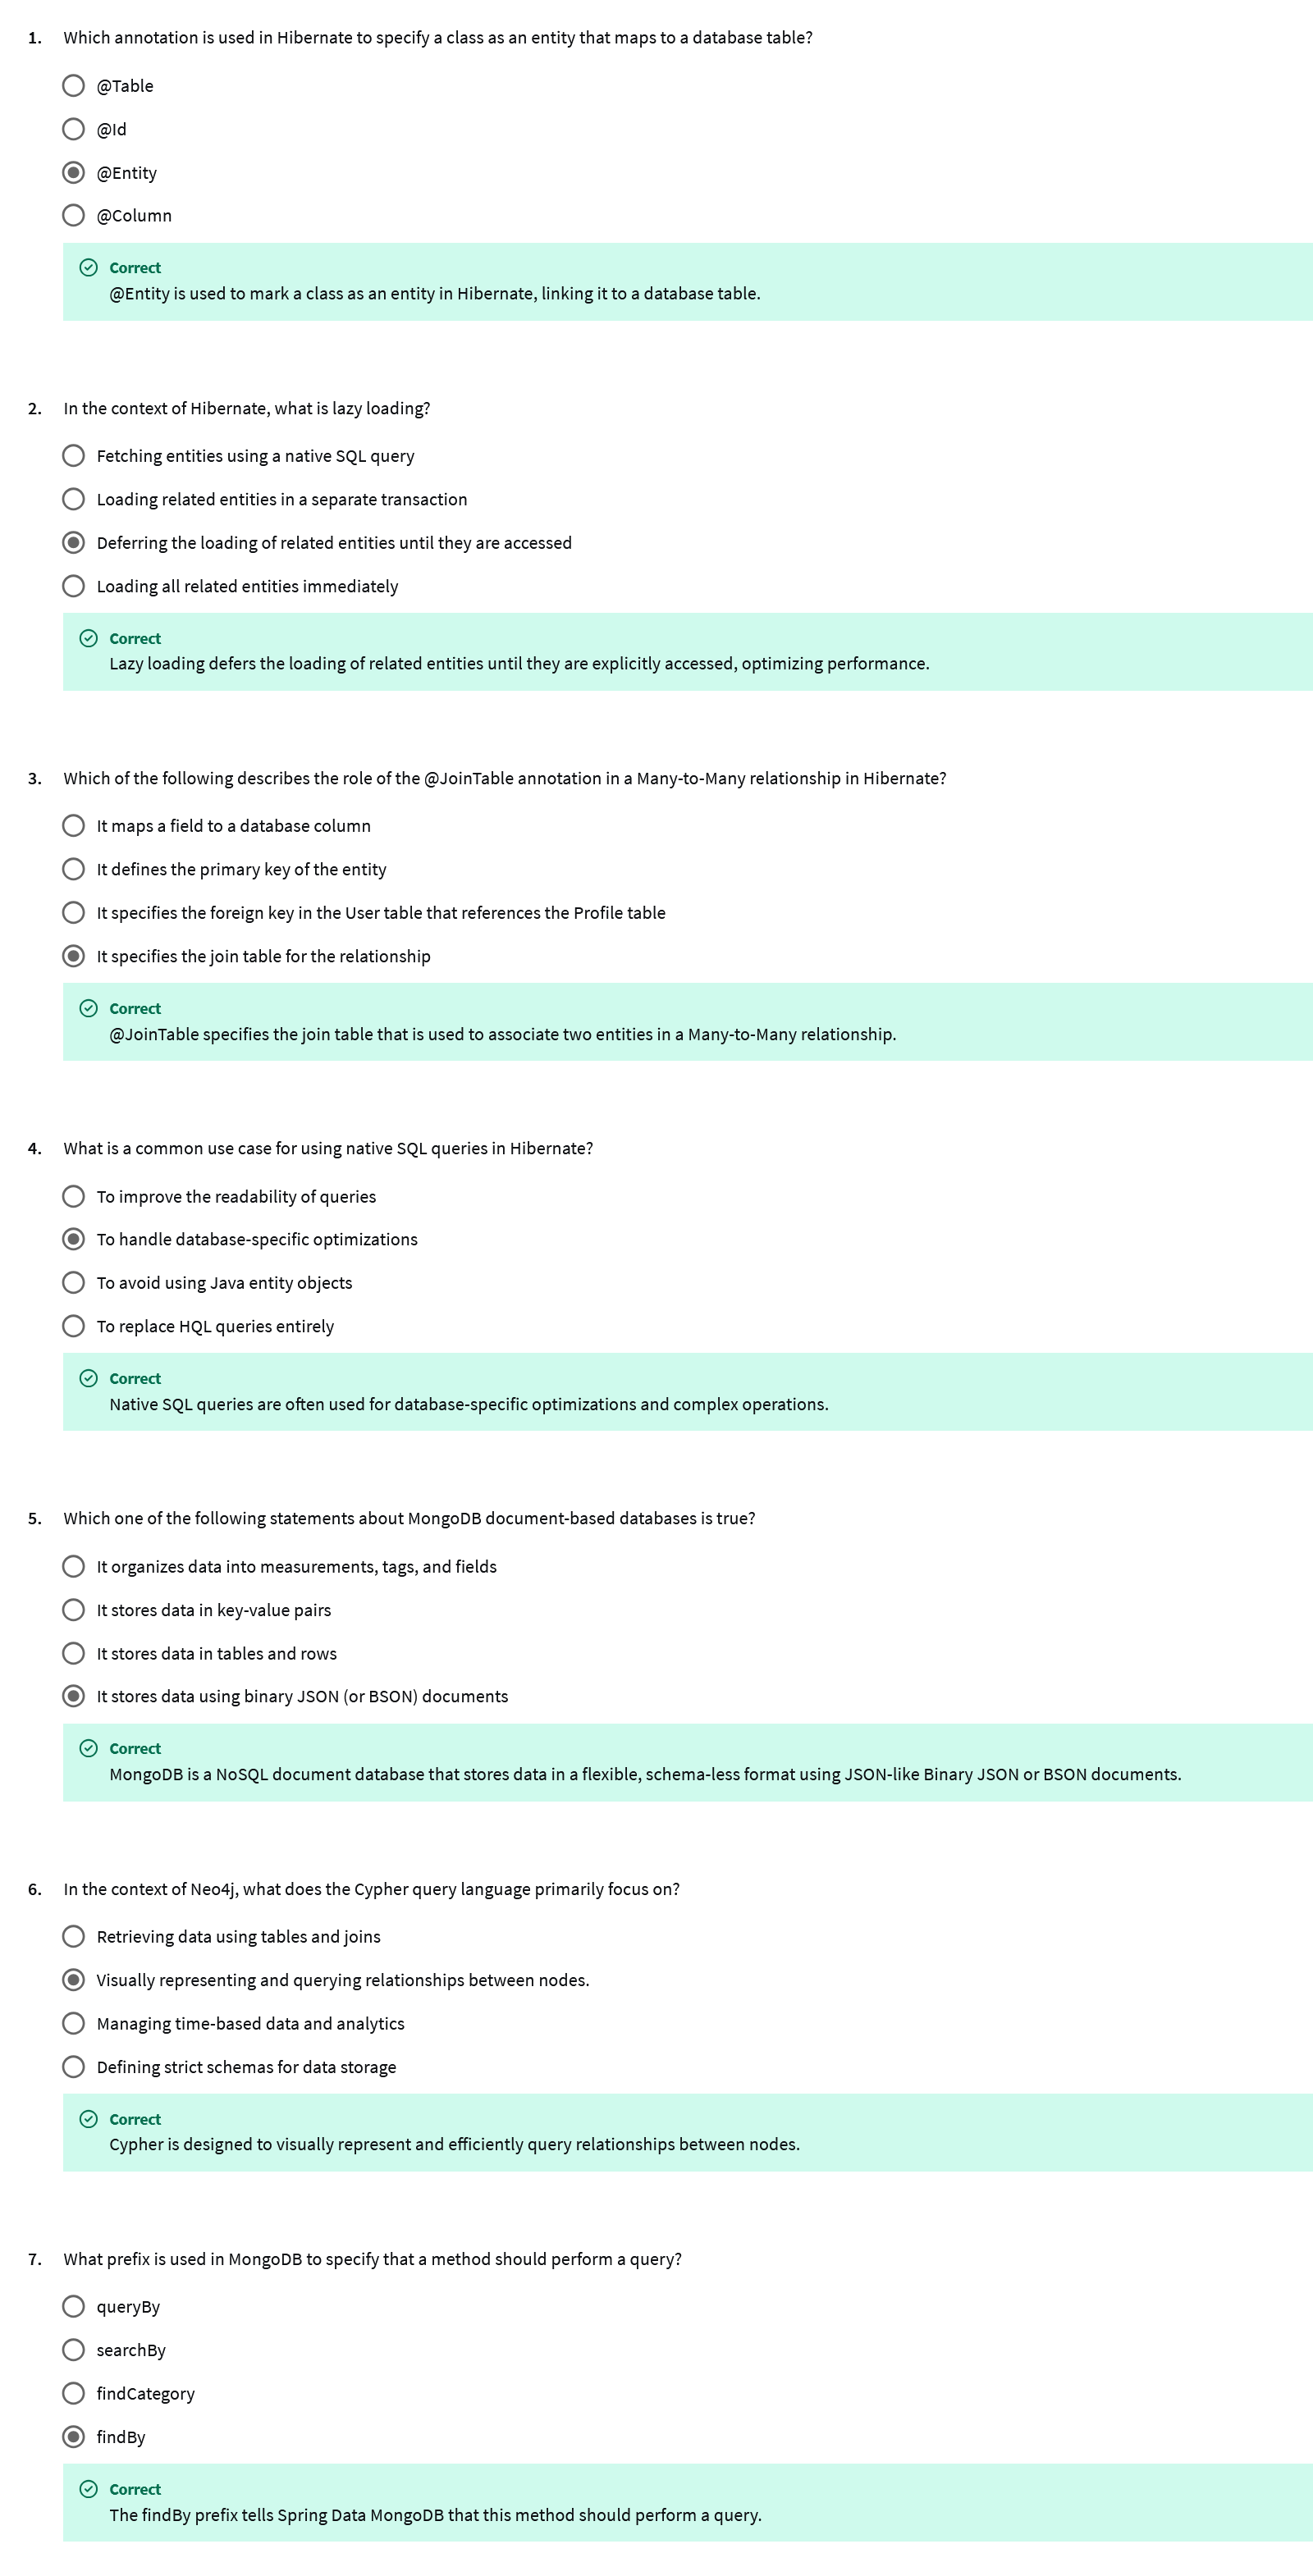 1. Which annotation is used in Hibernate to specify a class as an entity that maps to a database table?
@Table
@Id
@Entity
@Column
Correct
@Entity is used to mark a class as an entity in Hibernate, linking it to a database table.
2. In the context of Hibernate, what is lazy loading?
Fetching entities using a native SQL query
Loading related entities in a separate transaction
Deferring the loading of related entities until they are accessed
Loading all related entities immediately
Correct
Lazy loading defers the loading of related entities until they are explicitly accessed, optimizing performance.
3. Which of the following describes the role of the @JoinTable annotation in a Many-to-Many relationship in Hibernate?
It maps a field to a database column
It defines the primary key of the entity
It specifies the foreign key in the User table that references the Profile table
It specifies the join table for the relationship
Correct
@JoinTable specifies the join table that is used to associate two entities in a Many-to-Many relationship.
4. What is a common use case for using native SQL queries in Hibernate?
To improve the readability of queries
To handle database-specific optimizations
To avoid using Java entity objects
To replace HQL queries entirely
Correct
Native SQL queries are often used for database-specific optimizations and complex operations.
5. Which one of the following statements about MongoDB document-based databases is true?
It organizes data into measurements, tags, and fields
It stores data in key-value pairs
It stores data in tables and rows
It stores data using binary JSON (or BSON) documents
Correct
MongoDB is a NoSQL document database that stores data in a flexible, schema-less format using JSON-like Binary JSON or BSON documents.
6. In the context of Neo4j, what does the Cypher query language primarily focus on?
Retrieving data using tables and joins
Visually representing and querying relationships between nodes.
Managing time-based data and analytics
Defining strict schemas for data storage
Correct
Cypher is designed to visually represent and efficiently query relationships between nodes.
7. What prefix is used in MongoDB to specify that a method should perform a query?
queryBy
searchBy
findCategory
findBy
Correct
The findBy prefix tells Spring Data MongoDB that this method should perform a query.